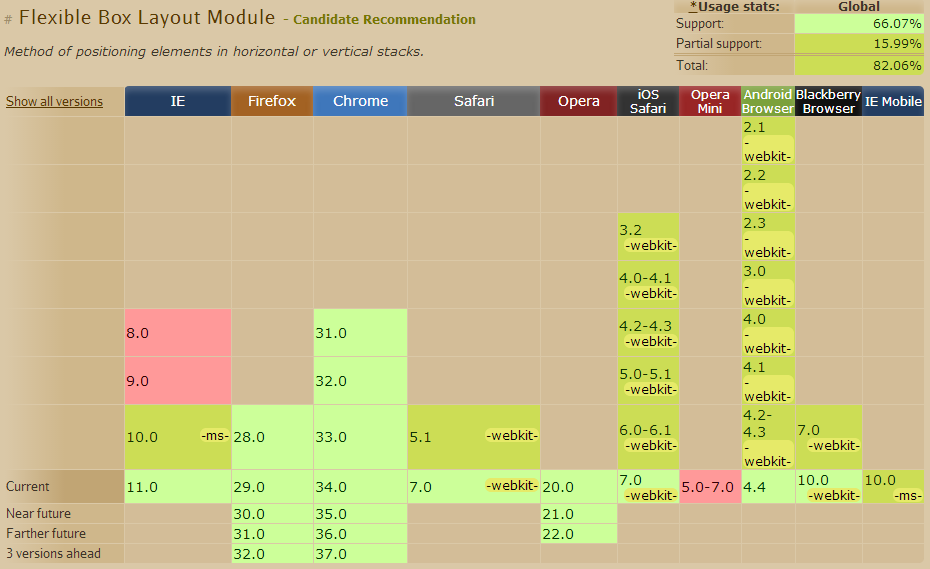 # Flexible Box Layout Module - Candidate Recommendation
*Usage stats: Global
Support: 66.07%
Partial support: 15.99%
Total: 82.06%
Method of positioning elements in horizontal or vertical stacks.
Show all versions IE Firefox Chrome Safari Opera iOS Safari Opera Mini Android Browser Blackberry Browser IE Mobile
2.1 -webkit-
2.2 -webkit-
3.2 -webkit- 2.3 -webkit-
4.0-4.1 -webkit- 3.0 -webkit-
8.0 31.0 4.2-4.3 -webkit- 4.0 -webkit-
9.0 32.0 5.0-5.1 -webkit- 4.1 -webkit-
10.0 -ms- 28.0 33.0 5.1 -webkit- 6.0-6.1 -webkit- 4.2-4.3 -webkit- 7.0 -webkit-
Current 11.0 29.0 34.0 7.0 -webkit- 20.0 7.0 -webkit- 5.0-7.0 4.4 10.0 -webkit- 10.0 -ms-
Near future 30.0 35.0 21.0
Farther future 31.0 36.0 22.0
3 versions ahead 32.0 37.0